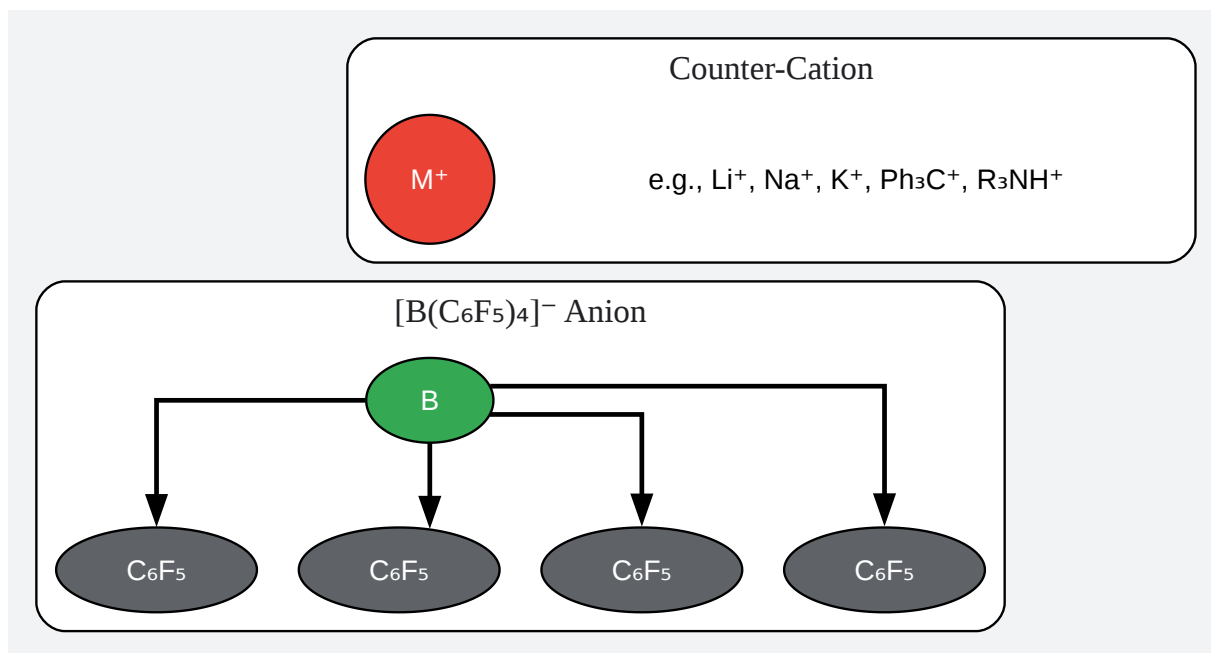 Counter-Cation
M⁺
e.g., Li⁺, Na⁺, K⁺, Ph₃C⁺, R₃NH⁺
[B(C₆F₅)₄]⁻ Anion
B
C₆F₅
C₆F₅
C₆F₅
C₆F₅